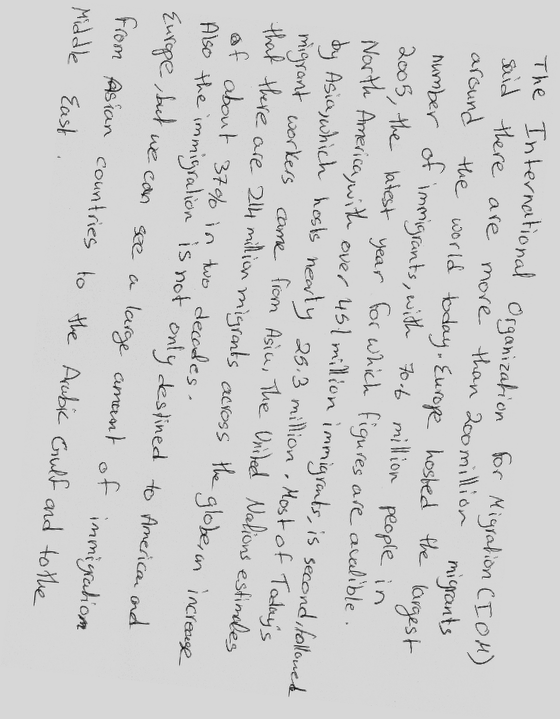 The International Organization for Migration (IOM)
said there are more than 200 million migrants
around the world today. Europe hosted the largest
number of immigrants, with 70.6 million people in
2005, the latest year for which figures are avalible.
North America, with over 45.1 million immigrants, is second, followed
by Asia, which hosts nearly 25.3 million. Most of Today's
migrant workers came from Asia, The United Nations estimates
that there are 214 million migrants across the globe, an increase
of about 37% in two decades.
Also the immigration is not only destined to America and
Europe, but we can see a large amount of immigration
from Asian countries to the Arabic Gulf and to the
Middle East.